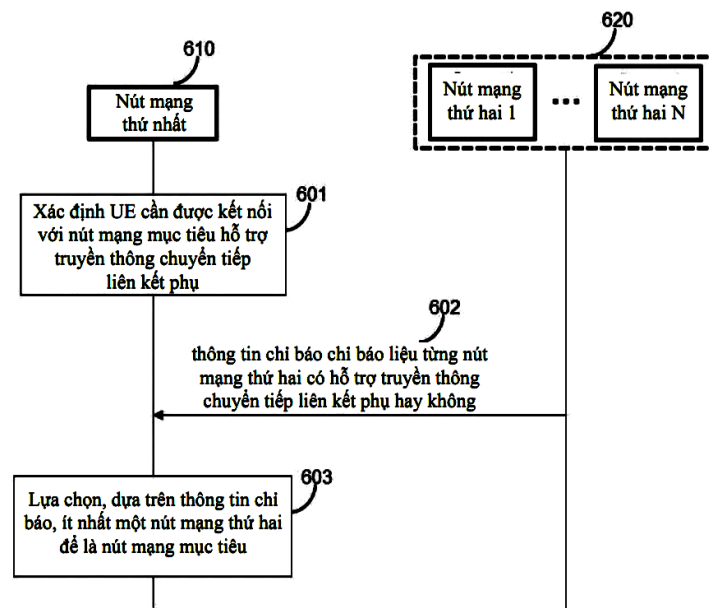 610
620
Nút mạng
thứ nhất
Nút mạng
thứ hai 1
...
Nút mạng
thứ hai N
601
Xác định UE cần được kết nối
với nút mạng mục tiêu hỗ trợ
truyền thông chuyển tiếp
liên kết phụ
602
thông tin chỉ báo chỉ báo liệu từng nút
mạng thứ hai có hỗ trợ truyền thông
chuyển tiếp liên kết phụ hay không
603
Lựa chọn, dựa trên thông tin chỉ
báo, ít nhất một nút mạng thứ hai
để là nút mạng mục tiêu